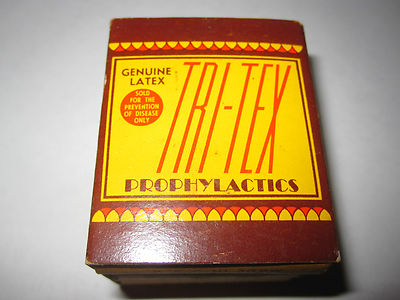 GENUINE
LATEX
SOLD
FOR THE
PREVENTION
OF DISEASE
ONLY
TRI-TEX
PROPHYLACTICS